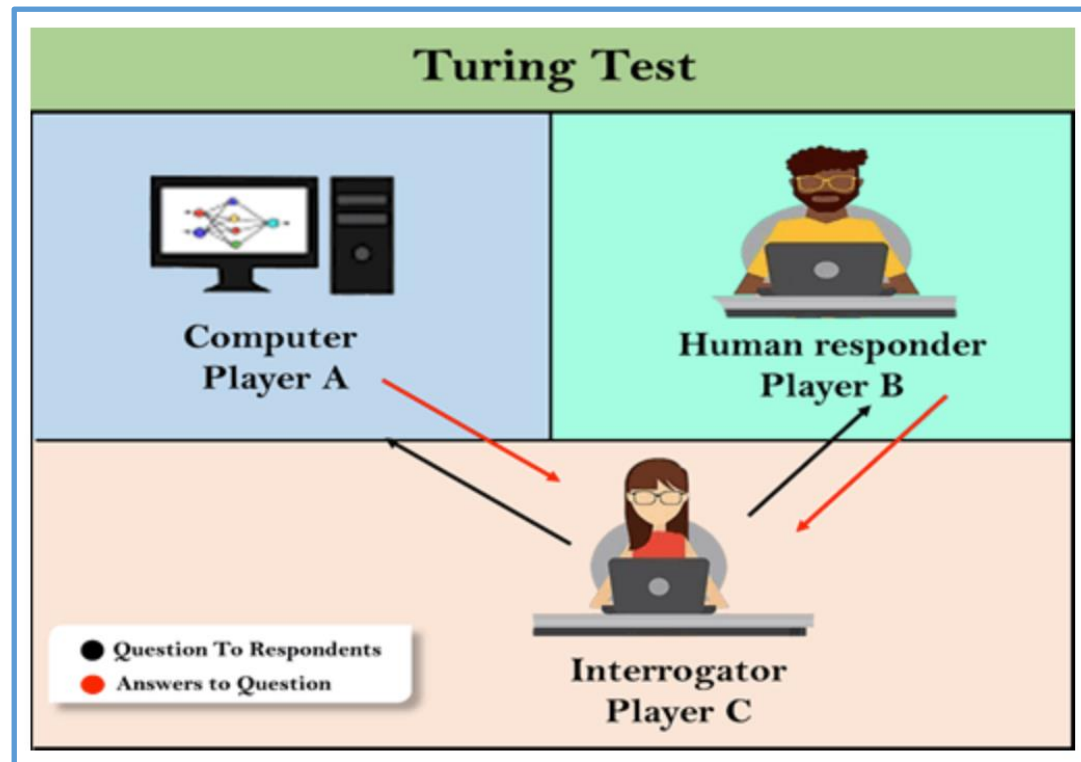 Turing Test
Computer
Player A
Human responder
Player B
Question To Respondents
Answers to Question
Interrogator
Player C